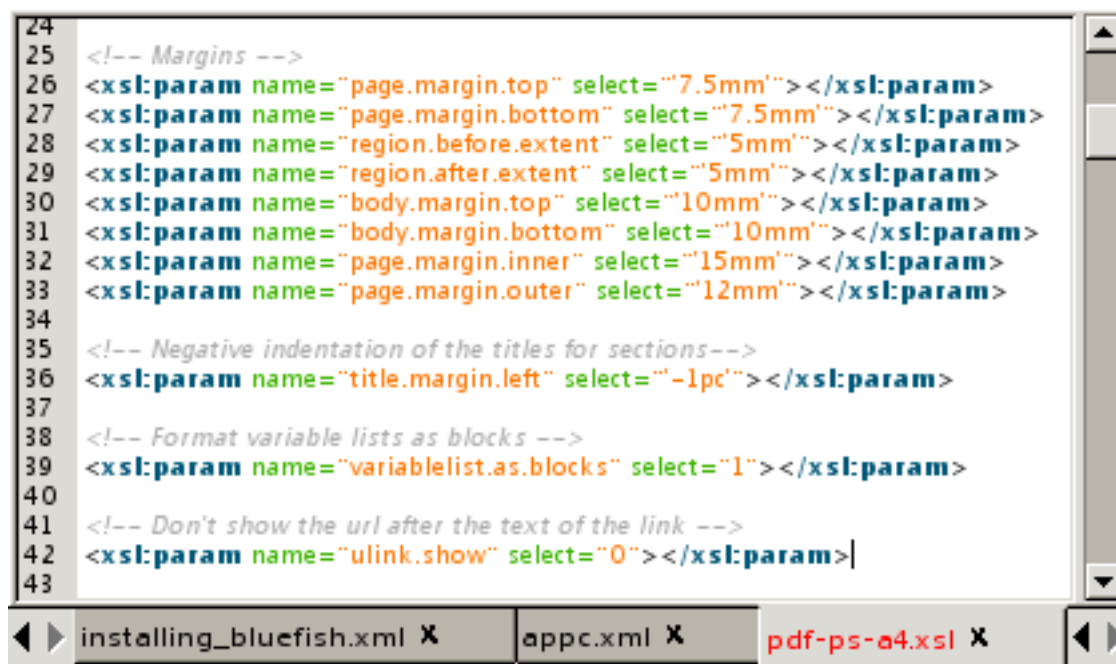 24
25 <!-- Margins -->
26 <xsl:param name="page.margin.top" select="'7.5mm'"></xsl:param>
27 <xsl:param name="page.margin.bottom" select="'7.5mm'"></xsl:param>
28 <xsl:param name="region.before.extent" select="'5mm'"></xsl:param>
29 <xsl:param name="region.after.extent" select="'5mm'"></xsl:param>
30 <xsl:param name="body.margin.top" select="'10mm'"></xsl:param>
31 <xsl:param name="body.margin.bottom" select="'10mm'"></xsl:param>
32 <xsl:param name="page.margin.inner" select="'15mm'"></xsl:param>
33 <xsl:param name="page.margin.outer" select="'12mm'"></xsl:param>
34
35 <!-- Negative indentation of the titles for sections-->
36 <xsl:param name="title.margin.left" select="'-1pc'"></xsl:param>
37
38 <!-- Format variable lists as blocks -->
39 <xsl:param name="variablelist.as.blocks" select="1"></xsl:param>
40
41 <!-- Don't show the url after the text of the link -->
42 <xsl:param name="ulink.show" select="0"></xsl:param>
43
installing_bluefish.xml x appc.xml x pdf-ps-a4.xsl x